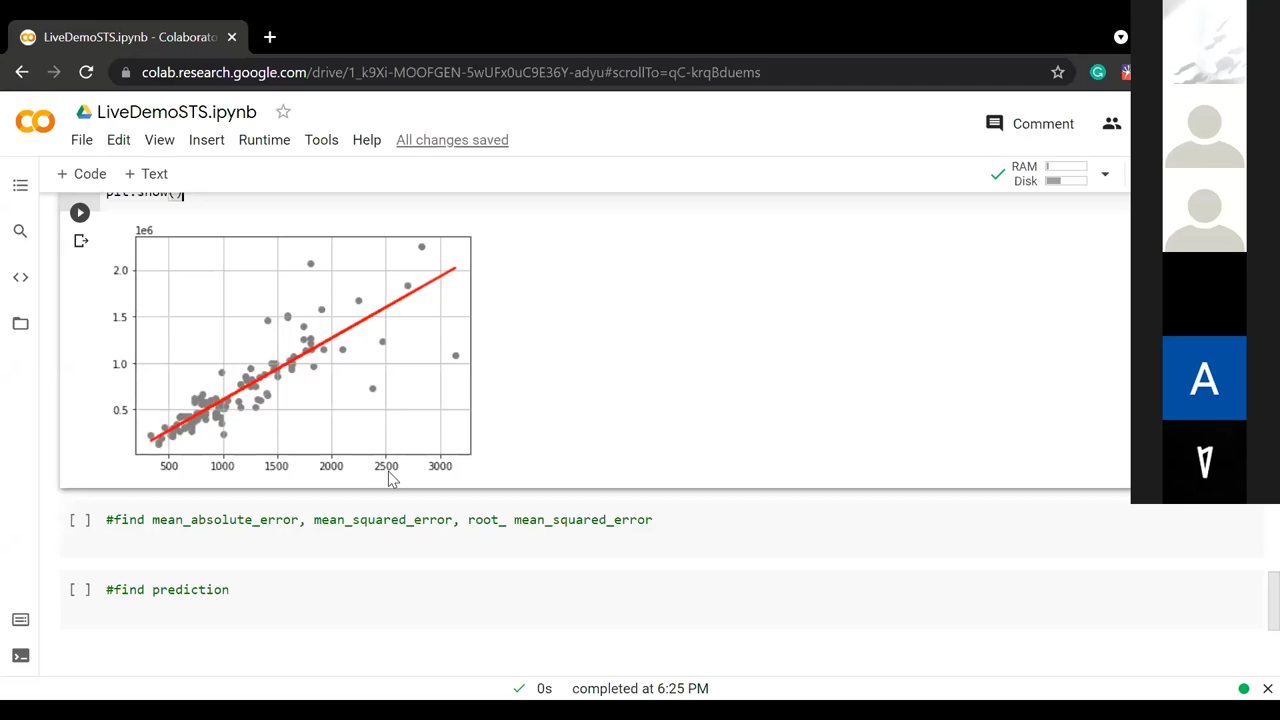 LiveDemoSTS.ipynb - Colaborato
colab.research.google.com/drive/1_k9Xi-MOOFGEN-5wUFx0uC9E36Y-adyu#scrollTo=qC-krqBduems
LiveDemoSTS.ipynb
File Edit View Insert Runtime Tools Help All changes saved
Comment
+ Code + Text
RAM
Disk
plt.show()
1e6
2.0
1.5
1.0
0.5
500 1000 1500 2000 2500 3000
[ ] #find mean_absolute_error, mean_squared_error, root_ mean_squared_error
[ ] #find prediction
0s completed at 6:25 PM
A